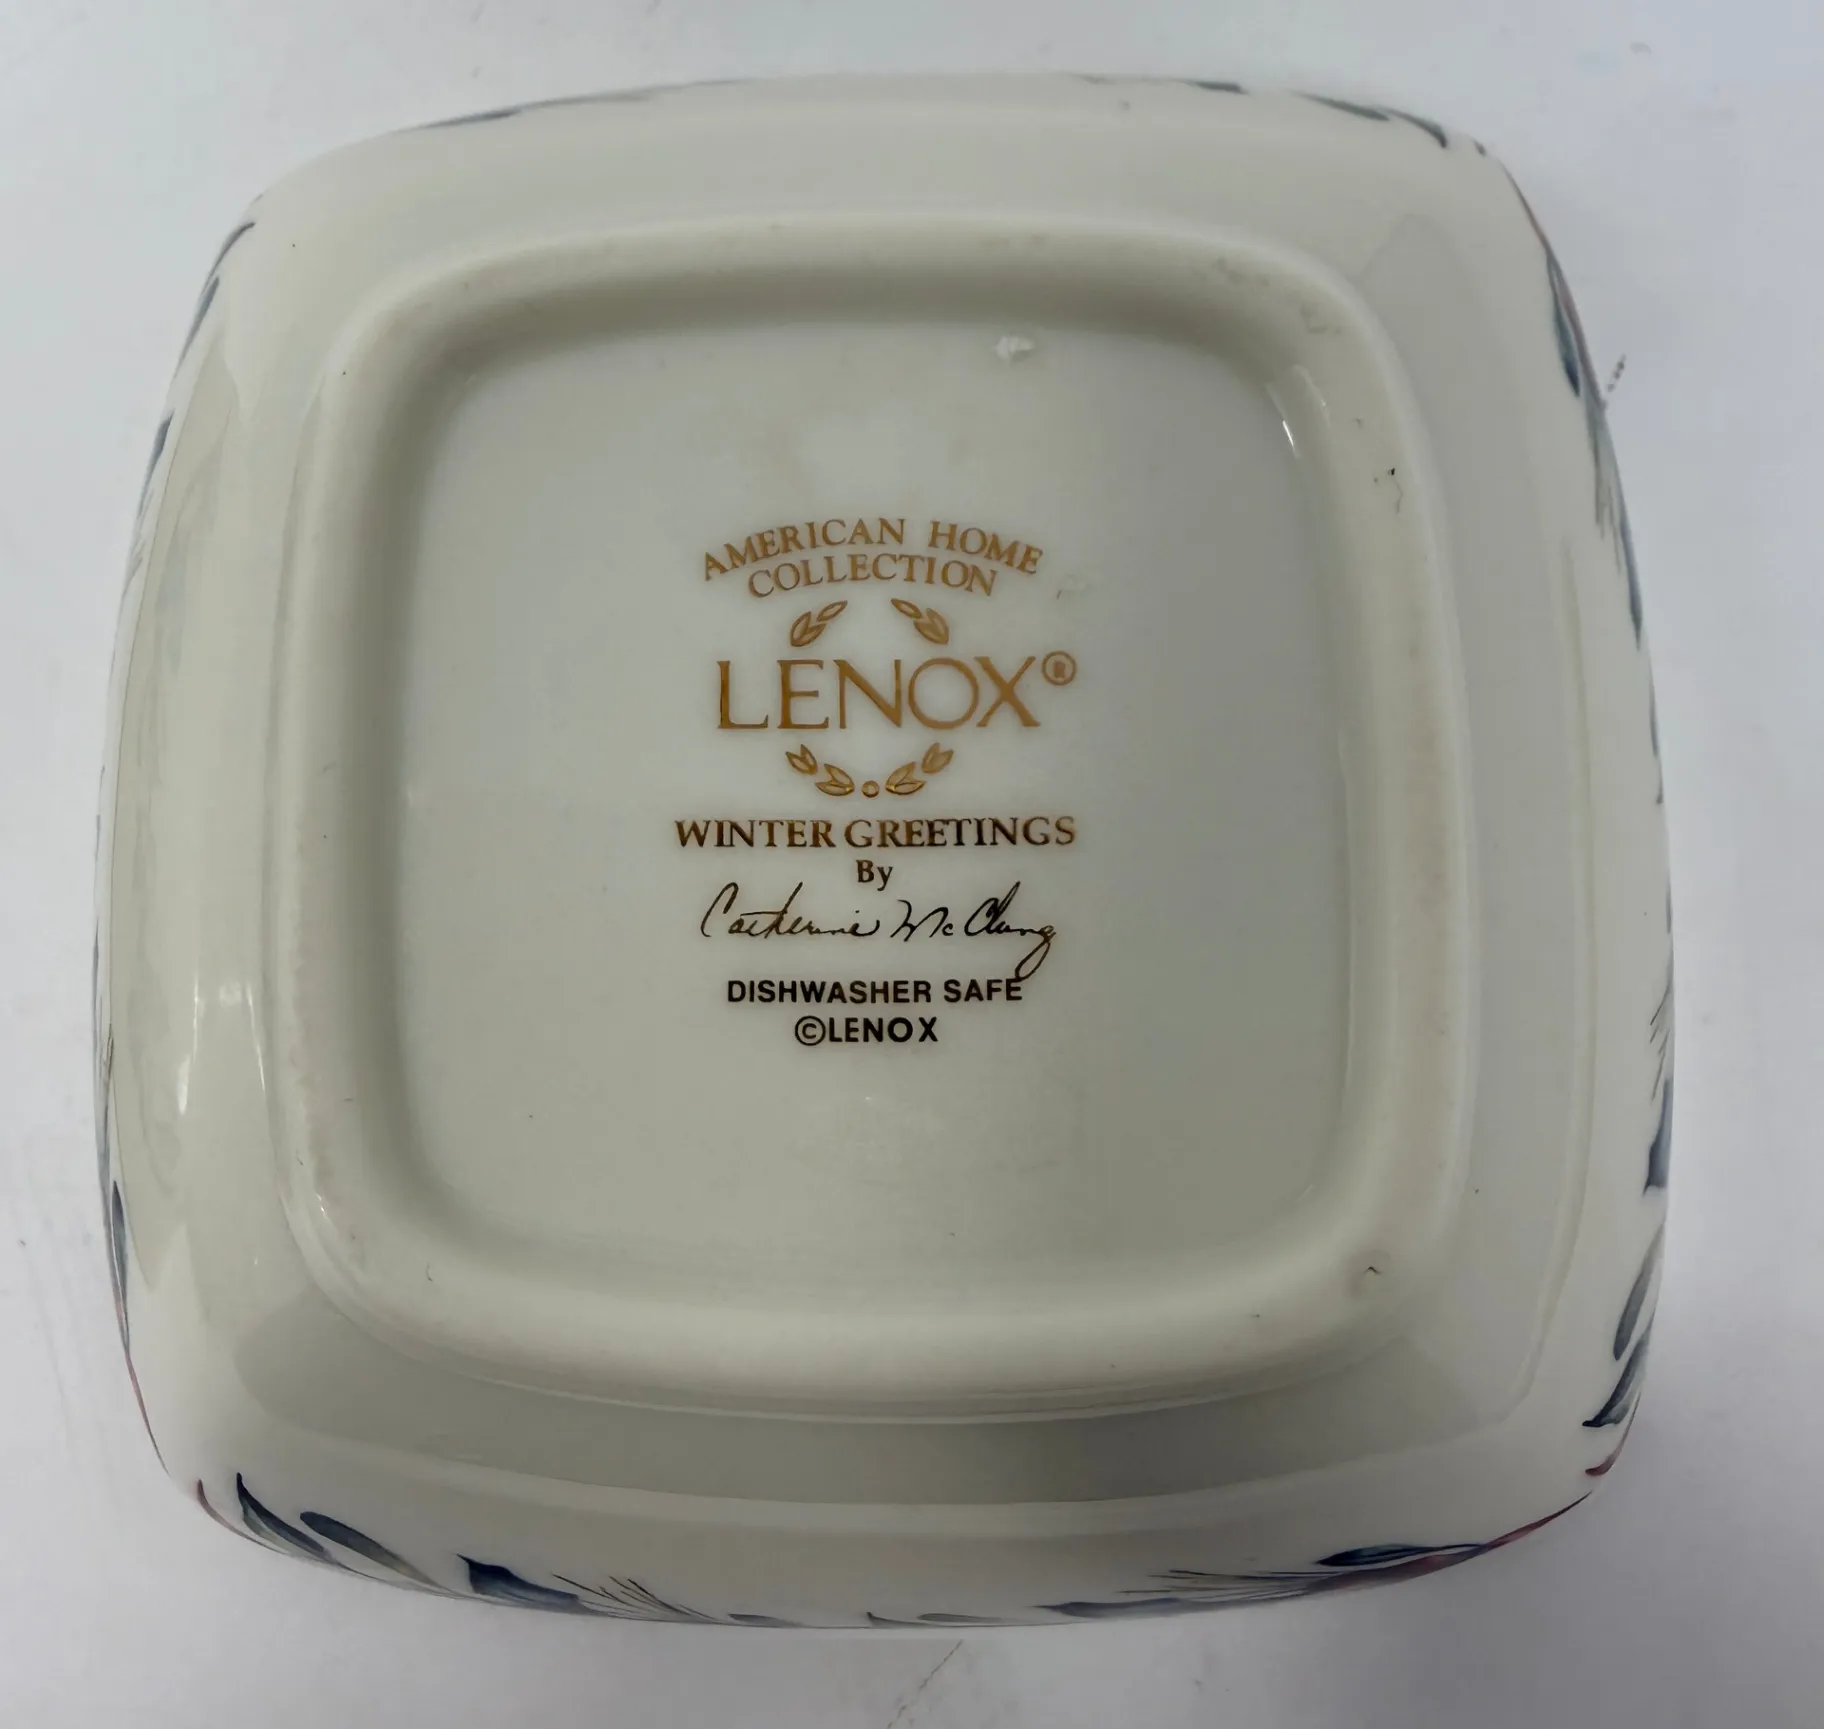 AMERICAN HOME
COLLECTION
LENOX®
WINTER GREETINGS
By
Catherine McClung
DISHWASHER SAFE
©LENOX